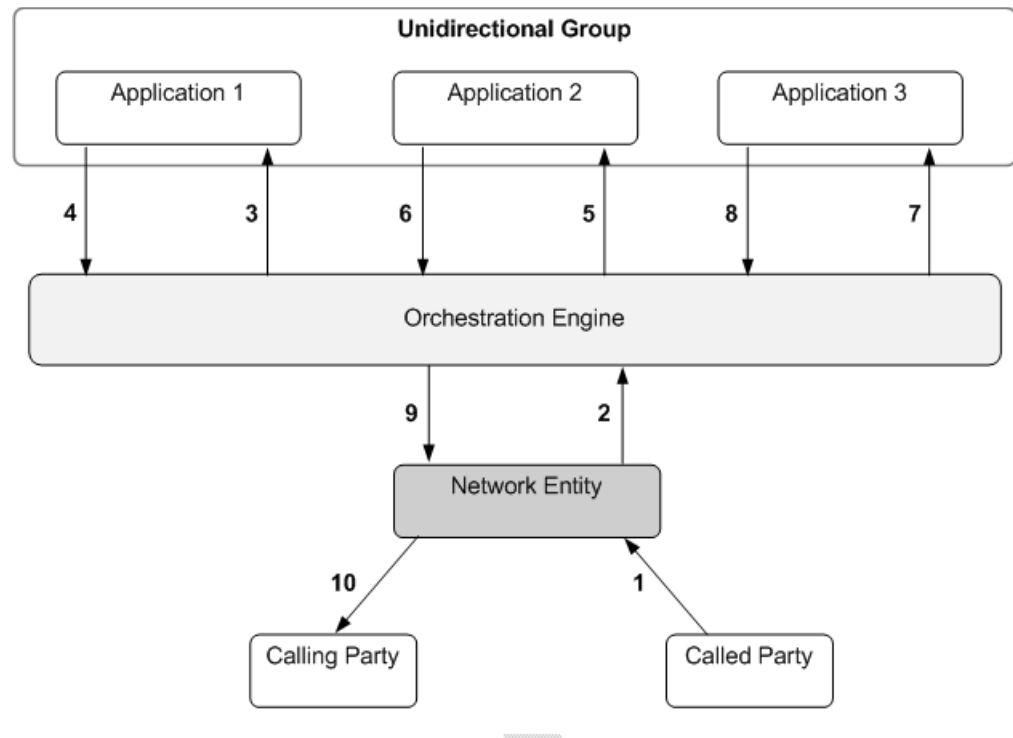 Unidirectional Group
Application 1
Application 2
Application 3
4
3
6
5
8
7
Orchestration Engine
9
2
Network Entity
10
1
Calling Party
Called Party